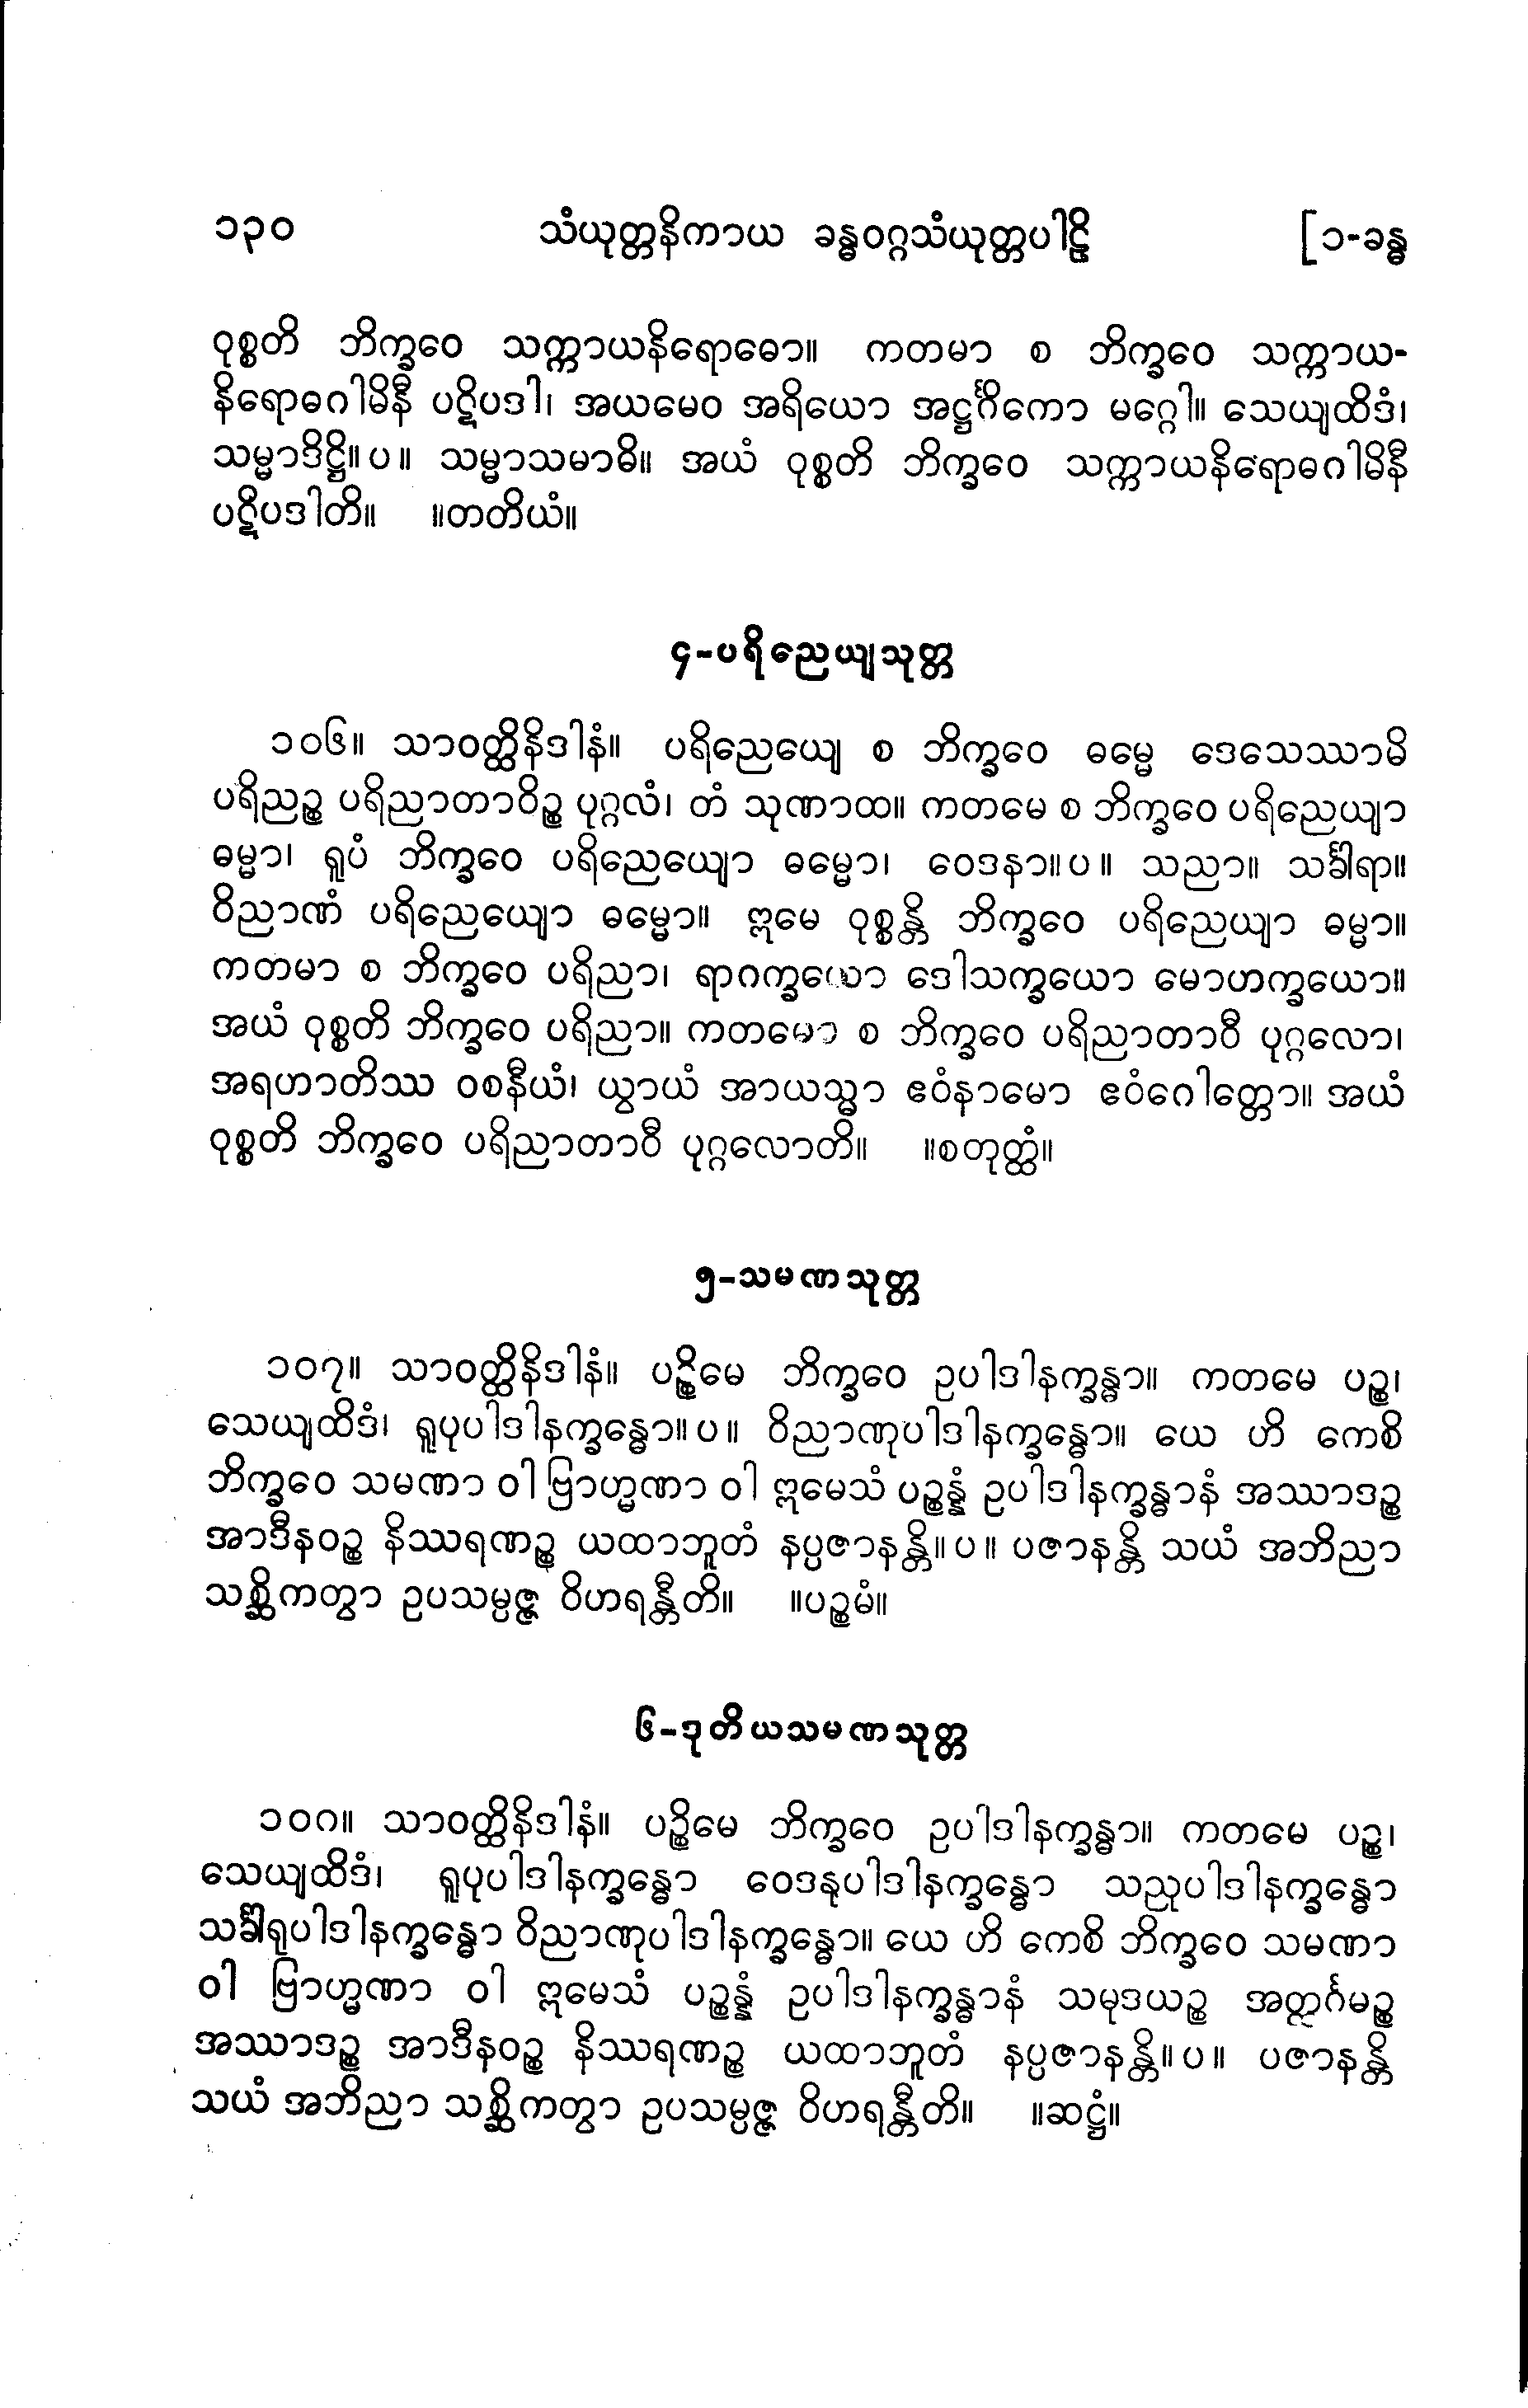 ၁၃၀ သံယုတ္တနိကာယ ခန္ဓဝဂ္ဂသံယုတ္တပါဠိ [၁-ခန္ဓ
ဝုစ္စတိ ဘိက္ခဝေ သက္ကာယနိရောဓော။ ကတမာ စ ဘိက္ခဝေ သက္ကာယ-
နိရောဓဂါမိနီ ပဋိပဒါ၊ အယမေဝ အရိယော အဋ္ဌင်္ဂိကော မဂ္ဂေါ။ သေယျထိဒံ၊
သမ္မာဒိဋ္ဌိ။ ပ။ သမ္မာသမာဓိ။ အယံ ဝုစ္စတိ ဘိက္ခဝေ သက္ကာယနိရောဓဂါမိနီ
ပဋိပဒါတိ။ ။တတိယံ။
၄-ပရိညေယျသုတ္တ
၁၀၆။ သာဝတ္ထိနိဒါနံ။ ပရိညေယျေ စ ဘိက္ခဝေ ဓမ္မေ ဒေသေဿာမိ
ပရိညဉ္စ ပရိညာတာဝိဉ္စ ပုဂ္ဂလံ၊ တံ သုဏာထ။ ကတမေ စ ဘိက္ခဝေ ပရိညေယျာ
ဓမ္မာ၊ ရူပံ ဘိက္ခဝေ ပရိညေယျော ဓမ္မော၊ ဝေဒနာ။ ပ။ သညာ။ သင်္ခါရာ။
ဝိညာဏံ ပရိညေယျော ဓမ္မော။ ဣမေ ဝုစ္စန္တိ ဘိက္ခဝေ ပရိညေယျာ ဓမ္မာ။
ကတမာ စ ဘိက္ခဝေ ပရိညာ၊ ရာဂက္ခယော ဒေါသက္ခယော မောဟက္ခယော။
အယံ ဝုစ္စတိ ဘိက္ခဝေ ပရိညာ။ ကတမော စ ဘိက္ခဝေ ပရိညာတာဝီ ပုဂ္ဂလော၊
အရဟာတိဿ ဝစနီယံ၊ ယွာယံ အာယသ္မာ ဧဝံနာမော ဧဝံဂေါတ္တော။ အယံ
ဝုစ္စတိ ဘိက္ခဝေ ပရိညာတာဝီ ပုဂ္ဂလောတိ။ ။စတုတ္ထံ။
၅-သမဏသုတ္တ
၁၀၇။ သာဝတ္ထိနိဒါနံ။ ပဉ္စိမေ ဘိက္ခဝေ ဥပါဒါနက္ခန္ဓာ။ ကတမေ ပဉ္စ၊
သေယျထိဒံ၊ ရူပုပါဒါနက္ခန္ဓော။ ပ။ ဝိညာဏုပါဒါနက္ခန္ဓော။ ယေ ဟိ ကေစိ
ဘိက္ခဝေ သမဏာ ဝါ ဗြာဟ္မဏာ ဝါ ဣမေသံ ပဉ္စန္နံ ဥပါဒါနက္ခန္ဓာနံ အဿာဒဉ္စ
အာဒီနဝဉ္စ နိဿရဏဉ္စ ယထာဘူတံ နပ္ပဇာနန္တိ။ ပ။ ပဇာနန္တိ သယံ အဘိညာ
သစ္ဆိကတွာ ဥပသမ္ပဇ္ဇ ဝိဟရန္တီတိ။ ။ပဉ္စမံ။
၆-ဒုတိယသမဏသုတ္တ
၁၀၈။ သာဝတ္ထိနိဒါနံ။ ပဉ္စိမေ ဘိက္ခဝေ ဥပါဒါနက္ခန္ဓာ။ ကတမေ ပဉ္စ၊
သေယျထိဒံ၊ ရူပုပါဒါနက္ခန္ဓော ဝေဒနုပါဒါနက္ခန္ဓော သညုပါဒါနက္ခန္ဓော
သင်္ခါရုပါဒါနက္ခန္ဓော ဝိညာဏုပါဒါနက္ခန္ဓော။ ယေ ဟိ ကေစိ ဘိက္ခဝေ သမဏာ
ဝါ ဗြာဟ္မဏာ ဝါ ဣမေသံ ပဉ္စန္နံ ဥပါဒါနက္ခန္ဓာနံ သမုဒယဉ္စ အတ္ထင်္ဂမဉ္စ
အဿာဒဉ္စ အာဒီနဝဉ္စ နိဿရဏဉ္စ ယထာဘူတံ နပ္ပဇာနန္တိ။ ပ။ ပဇာနန္တိ
သယံ အဘိညာ သစ္ဆိကတွာ ဥပသမ္ပဇ္ဇ ဝိဟရန္တီတိ။ ။ဆဋ္ဌံ။